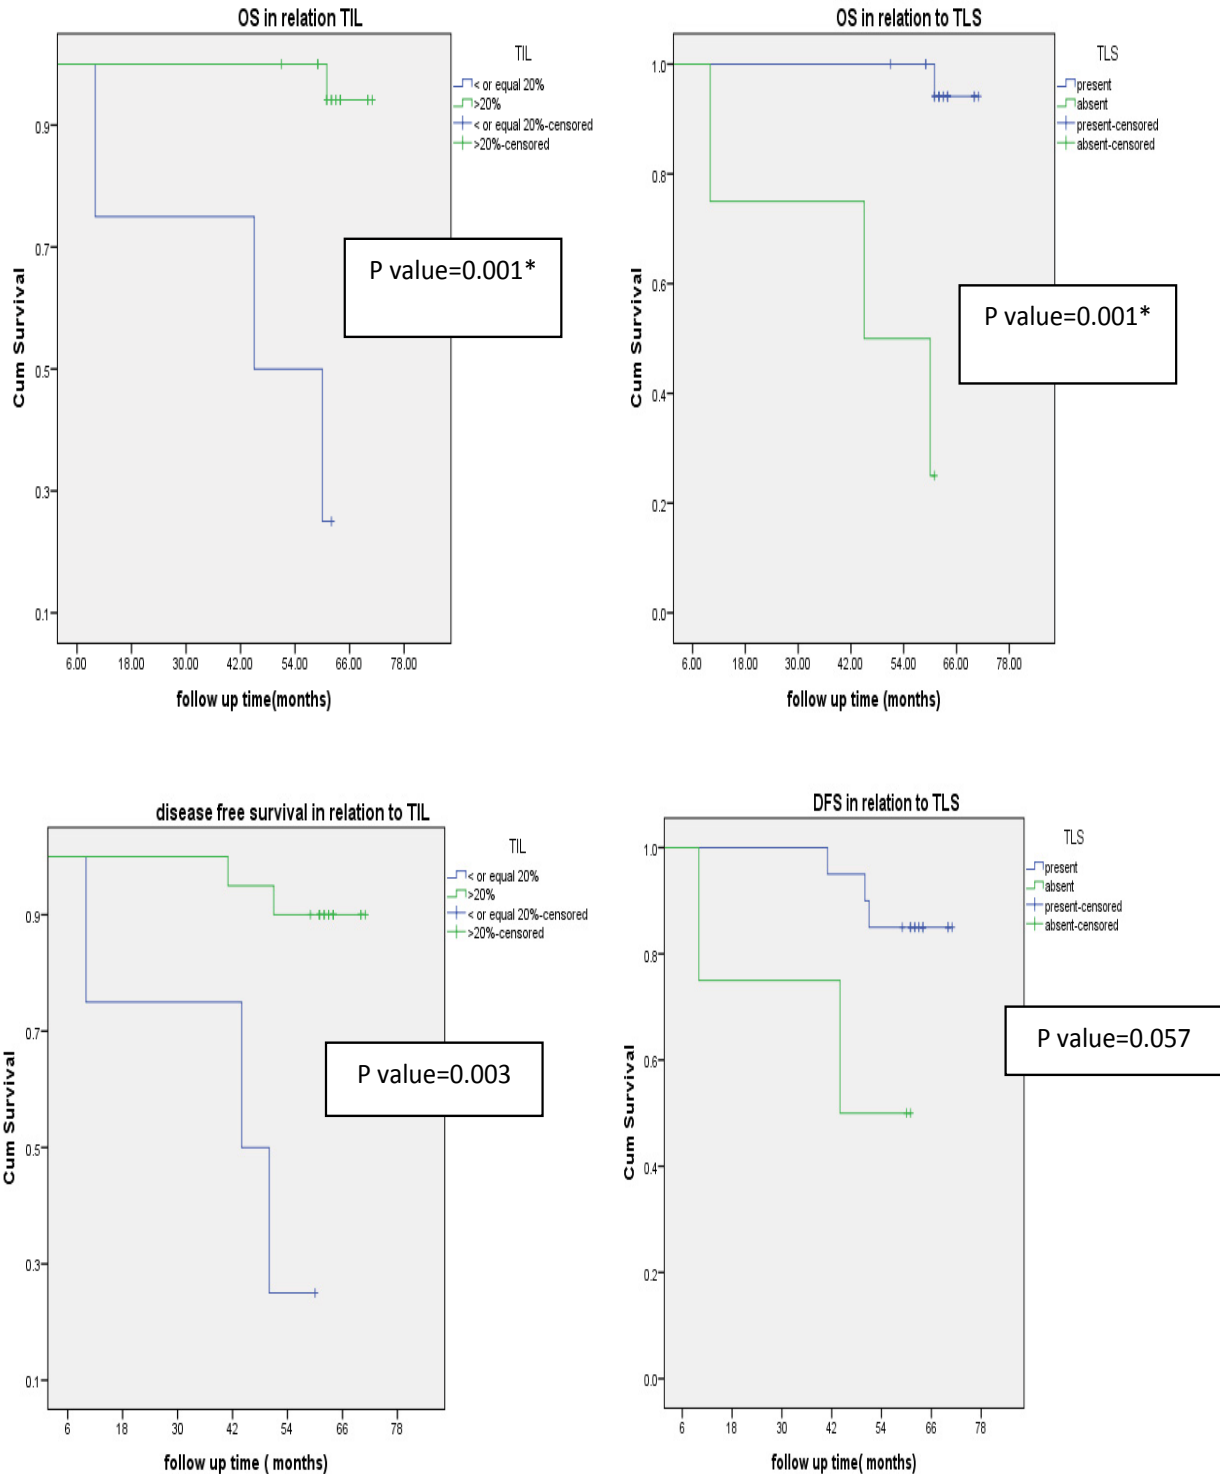 OS in relation TIL
TIL
< or equal 20%
>20%
< or equal 20%-censored
>20%-censored
0.9
0.7
0.5
0.3
0.1
Cum Survival
P value=0.001*
6.00 18.00 30.00 42.00 54.00 66.00 78.00
follow up time(months)
OS in relation to TLS
TLS
present
absent
present-censored
absent-censored
1.0
0.8
0.6
0.4
0.2
0.0
Cum Survival
P value=0.001*
6.00 18.00 30.00 42.00 54.00 66.00 78.00
follow up time (months)
disease free survival in relation to TIL
TIL
< or equal 20%
>20%
< or equal 20%-censored
>20%-censored
0.9
0.7
0.5
0.3
0.1
Cum Survival
P value=0.003
6 18 30 42 54 66 78
follow up time ( months)
DFS in relation to TLS
TLS
present
absent
present-censored
absent-censored
1.0
0.8
0.6
0.4
0.2
0.0
Cum Survival
P value=0.057
6 18 30 42 54 66 78
follow up time (months)